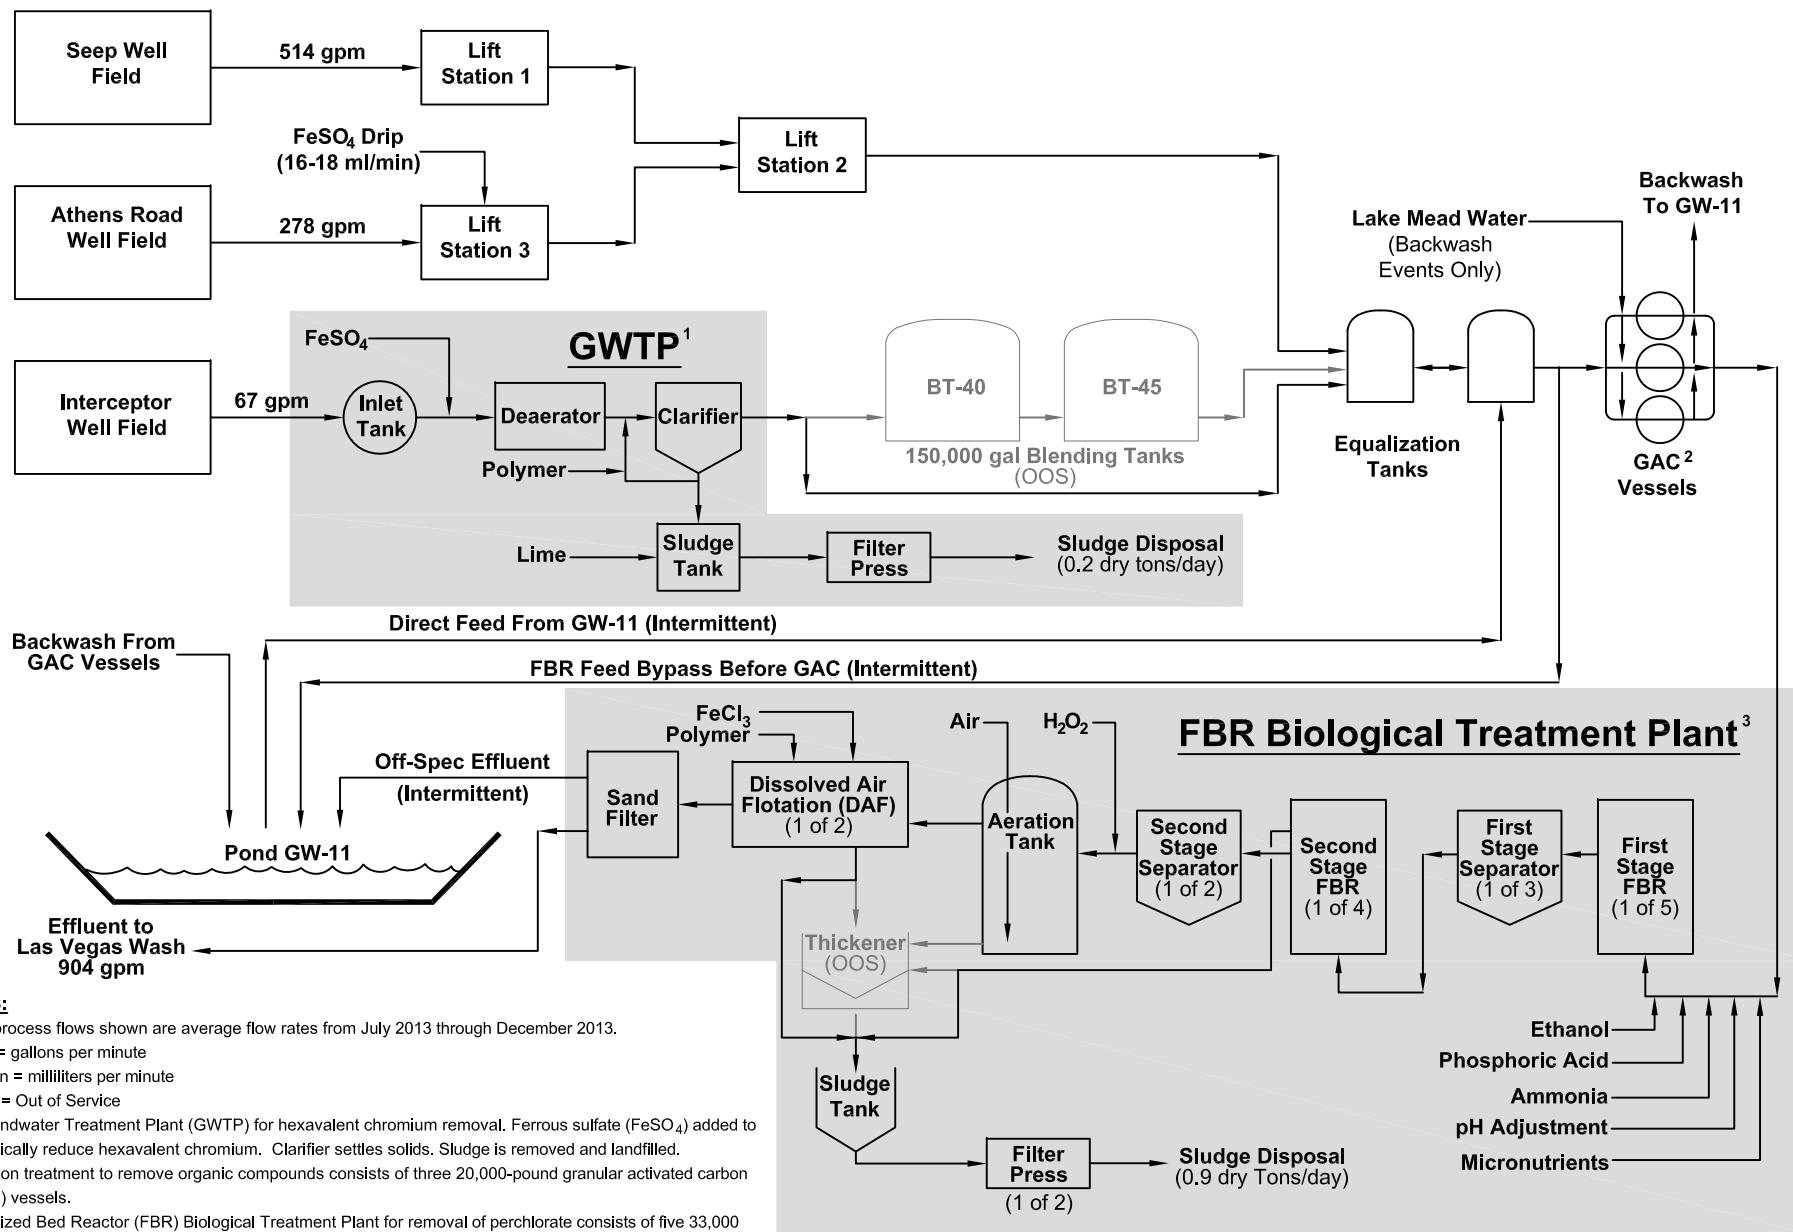 Seep Well
Field
514 gpm
Lift
Station 1
FeSO4 Drip
(16-18 ml/min)
Lift
Station 2
Athens Road
Well Field
278 gpm
Lift
Station 3
Lake Mead Water
(Backwash
Events Only)
Backwash
To GW-11
Interceptor
Well Field
67 gpm
FeSO4
GWTP1
Inlet
Tank
Deaerator
Clarifier
Polymer
BT-40
BT-45
150,000 gal Blending Tanks
(OOS)
Equalization
Tanks
GAC2
Vessels
Lime
Sludge
Tank
Filter
Press
Sludge Disposal
(0.2 dry tons/day)
Direct Feed From GW-11 (Intermittent)
Backwash From
GAC Vessels
FBR Feed Bypass Before GAC (Intermittent)
FeCl3
Polymer
Air
H2O2
FBR Biological Treatment Plant3
Off-Spec Effluent
(Intermittent)
Sand
Filter
Dissolved Air
Flotation (DAF)
(1 of 2)
Aeration
Tank
Second
Stage
Separator
(1 of 2)
Second
Stage
FBR
(1 of 4)
First
Stage
Separator
(1 of 3)
First
Stage
FBR
(1 of 5)
Pond GW-11
Effluent to
Las Vegas Wash
904 gpm
Thickener
(OOS)
Ethanol
Phosphoric Acid
Ammonia
pH Adjustment
Micronutrients
Sludge
Tank
Filter
Press
(1 of 2)
Sludge Disposal
(0.9 dry Tons/day)
process flows shown are average flow rates from July 2013 through December 2013.
= gallons per minute
= milliliters per minute
= Out of Service
Treatment Plant (GWTP) for hexavalent chromium removal. Ferrous sulfate (FeSO4) added to
reduce hexavalent chromium. Clarifier settles solids. Sludge is removed and landfilled.
treatment to remove organic compounds consists of three 20,000-pound granular activated carbon
) vessels.
Bed Reactor (FBR) Biological Treatment Plant for removal of perchlorate consists of five 33,000